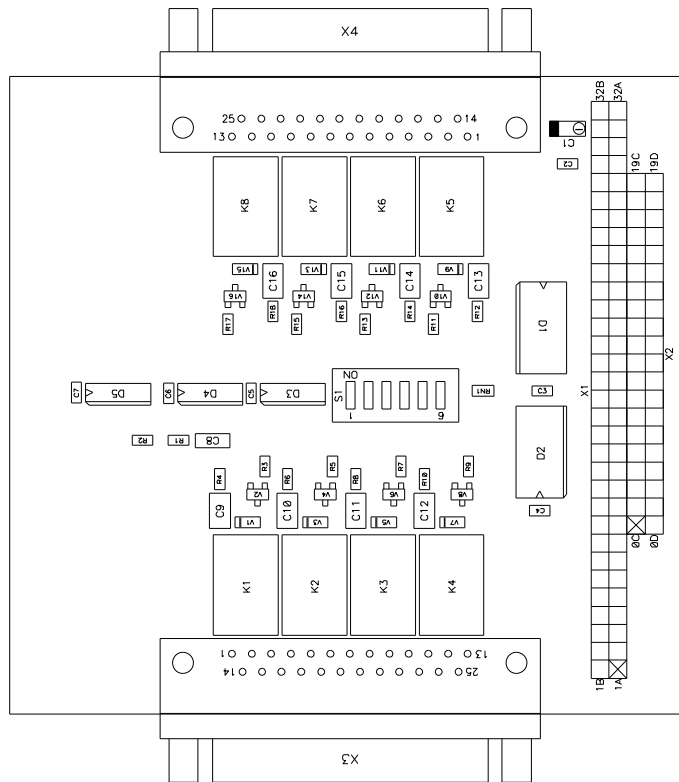 X4
25 14
13 1
32B
32A
C1
C2
19C
19D
K8 K7 K6 K5
V15 C16 V13 C15 V11 C14 V9 C13
V16 V14 V12 V10
R17 R18 R15 R16 R13 R14 R11 R12
D1
X2
X1
S1 NO
1 6
RN1 C3
C7 D5 C6 D4 C5 D3
R2 R1 C8
D2
R4 R3 R6 R5 R8 R7 R10 R9
V2 V4 V6 V8
C9 C10 C11 C12
V1 V3 V5 V7
C4
0C
0D
K1 K2 K3 K4
1 13
14 25
1B
1A
X3